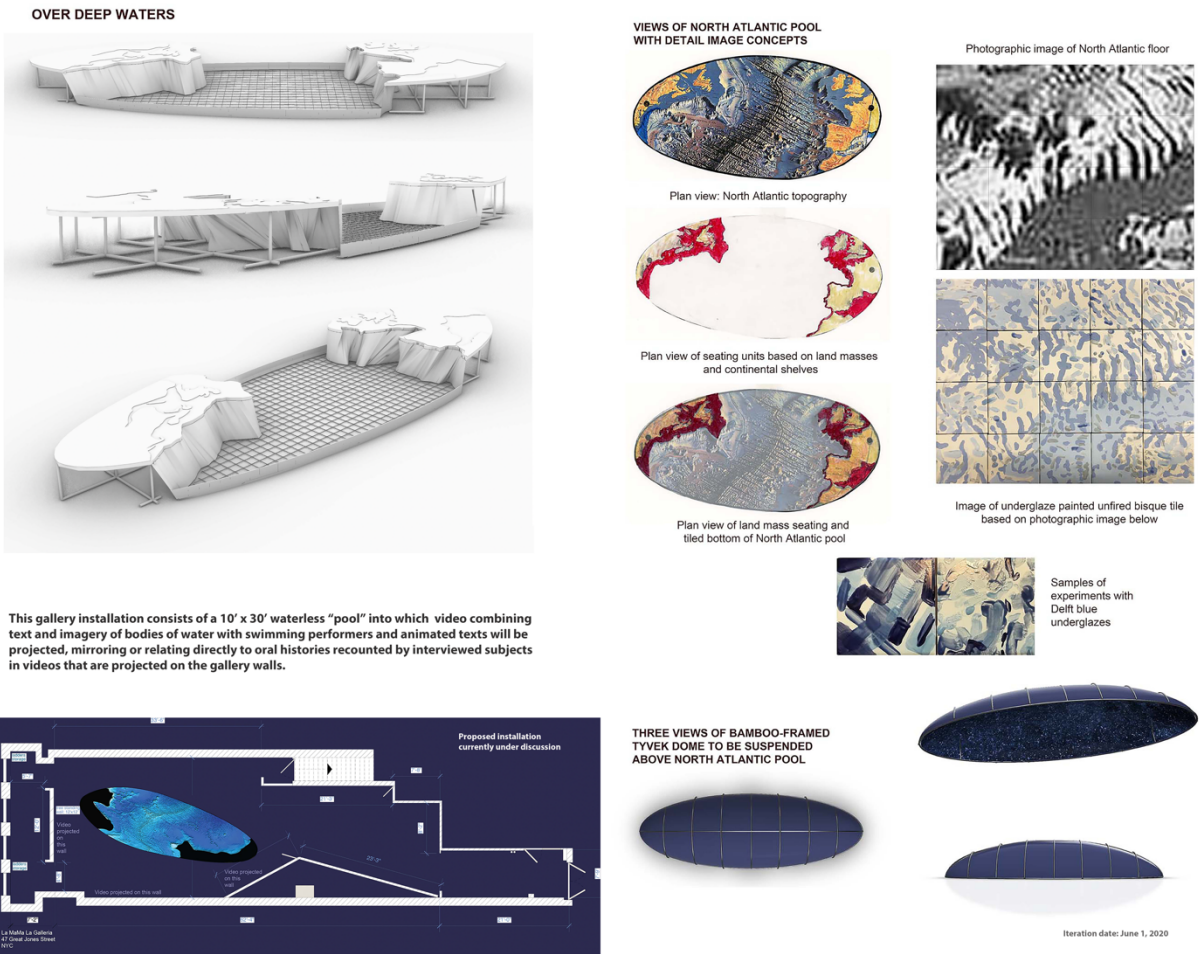 OVER DEEP WATERS
This gallery installation consists of a 10’ x 30’ waterless “pool” into which video combining
text and imagery of bodies of water with swimming performers and animated texts will be
projected, mirroring or relating directly to oral histories recounted by interviewed subjects
in videos that are projected on the gallery walls.
Proposed installation
currently under discussion
Video
projected
on
this
wall
Video projected
on this
wall
Video projected on this wall
23'-3"
La MaMa La Galleria
47 Great Jones Street
NYC
VIEWS OF NORTH ATLANTIC POOL
WITH DETAIL IMAGE CONCEPTS
Plan view: North Atlantic topography
Plan view of seating units based on land masses
and continental shelves
Plan view of land mass seating and
tiled bottom of North Atlantic pool
Photographic image of North Atlantic floor
Image of underglaze painted unfired bisque tile
based on photographic image below
Samples of
experiments with
Delft blue
underglazes
THREE VIEWS OF BAMBOO-FRAMED
TYVEK DOME TO BE SUSPENDED
ABOVE NORTH ATLANTIC POOL
Iteration date: June 1, 2020